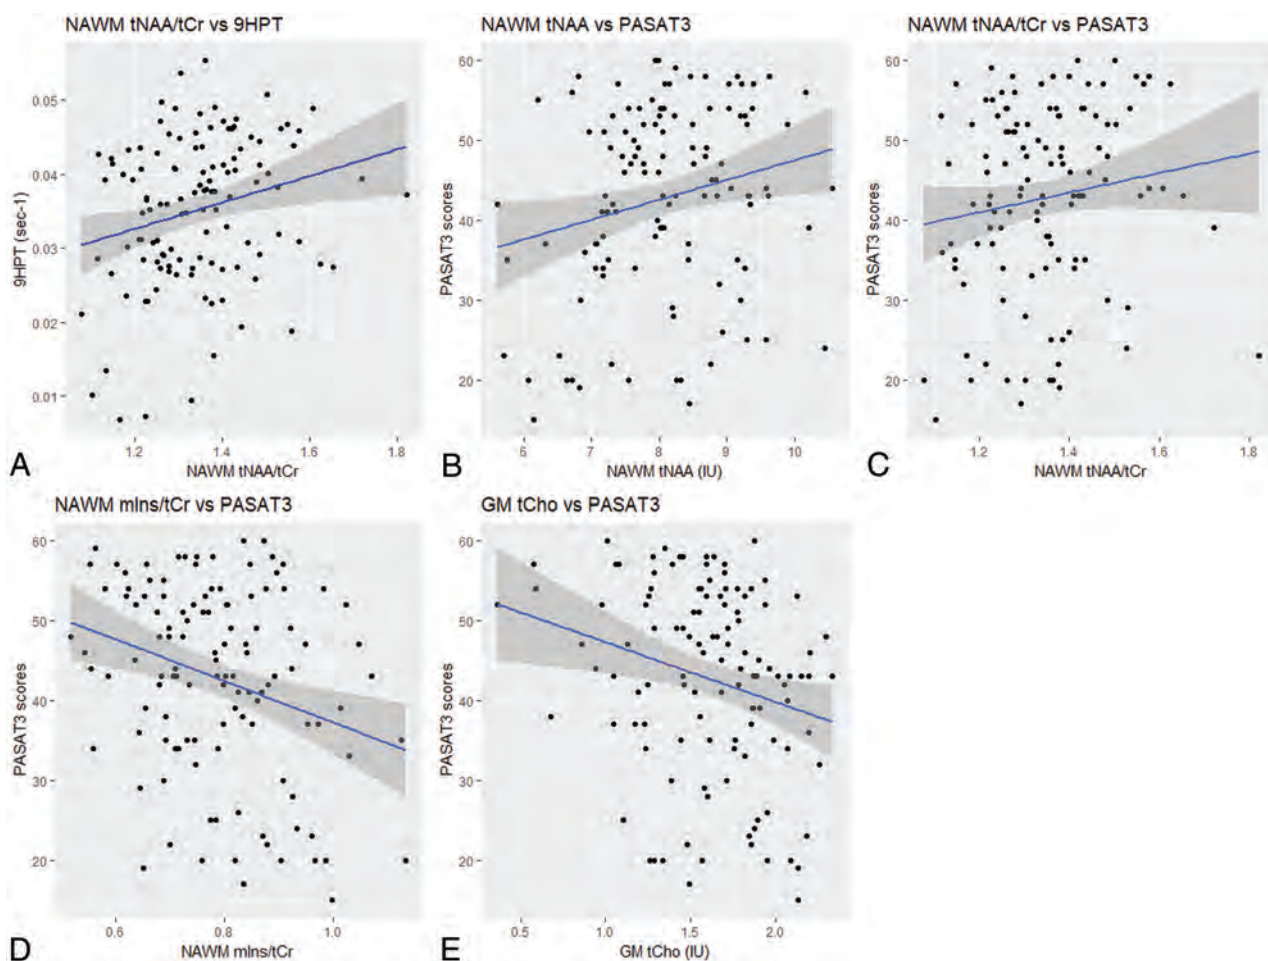 NAWM tNAA/tCr vs 9HPT
0.05
0.04
0.03
0.02
0.01
9HPT (sec-1)
1.2 1.4 1.6 1.8
NAWM tNAA/tCr
A
NAWM tNAA vs PASAT3
60
50
40
30
20
PASAT3 scores
6 7 8 9 10
NAWM tNAA (IU)
B
NAWM tNAA/tCr vs PASAT3
60
50
40
30
20
PASAT3 scores
1.2 1.4 1.6 1.8
NAWM tNAA/tCr
C
NAWM mIns/tCr vs PASAT3
60
50
40
30
20
PASAT3 scores
0.6 0.8 1.0
NAWM mIns/tCr
D
GM tCho vs PASAT3
60
50
40
30
20
PASAT3 scores
0.5 1.0 1.5 2.0
GM tCho (IU)
E